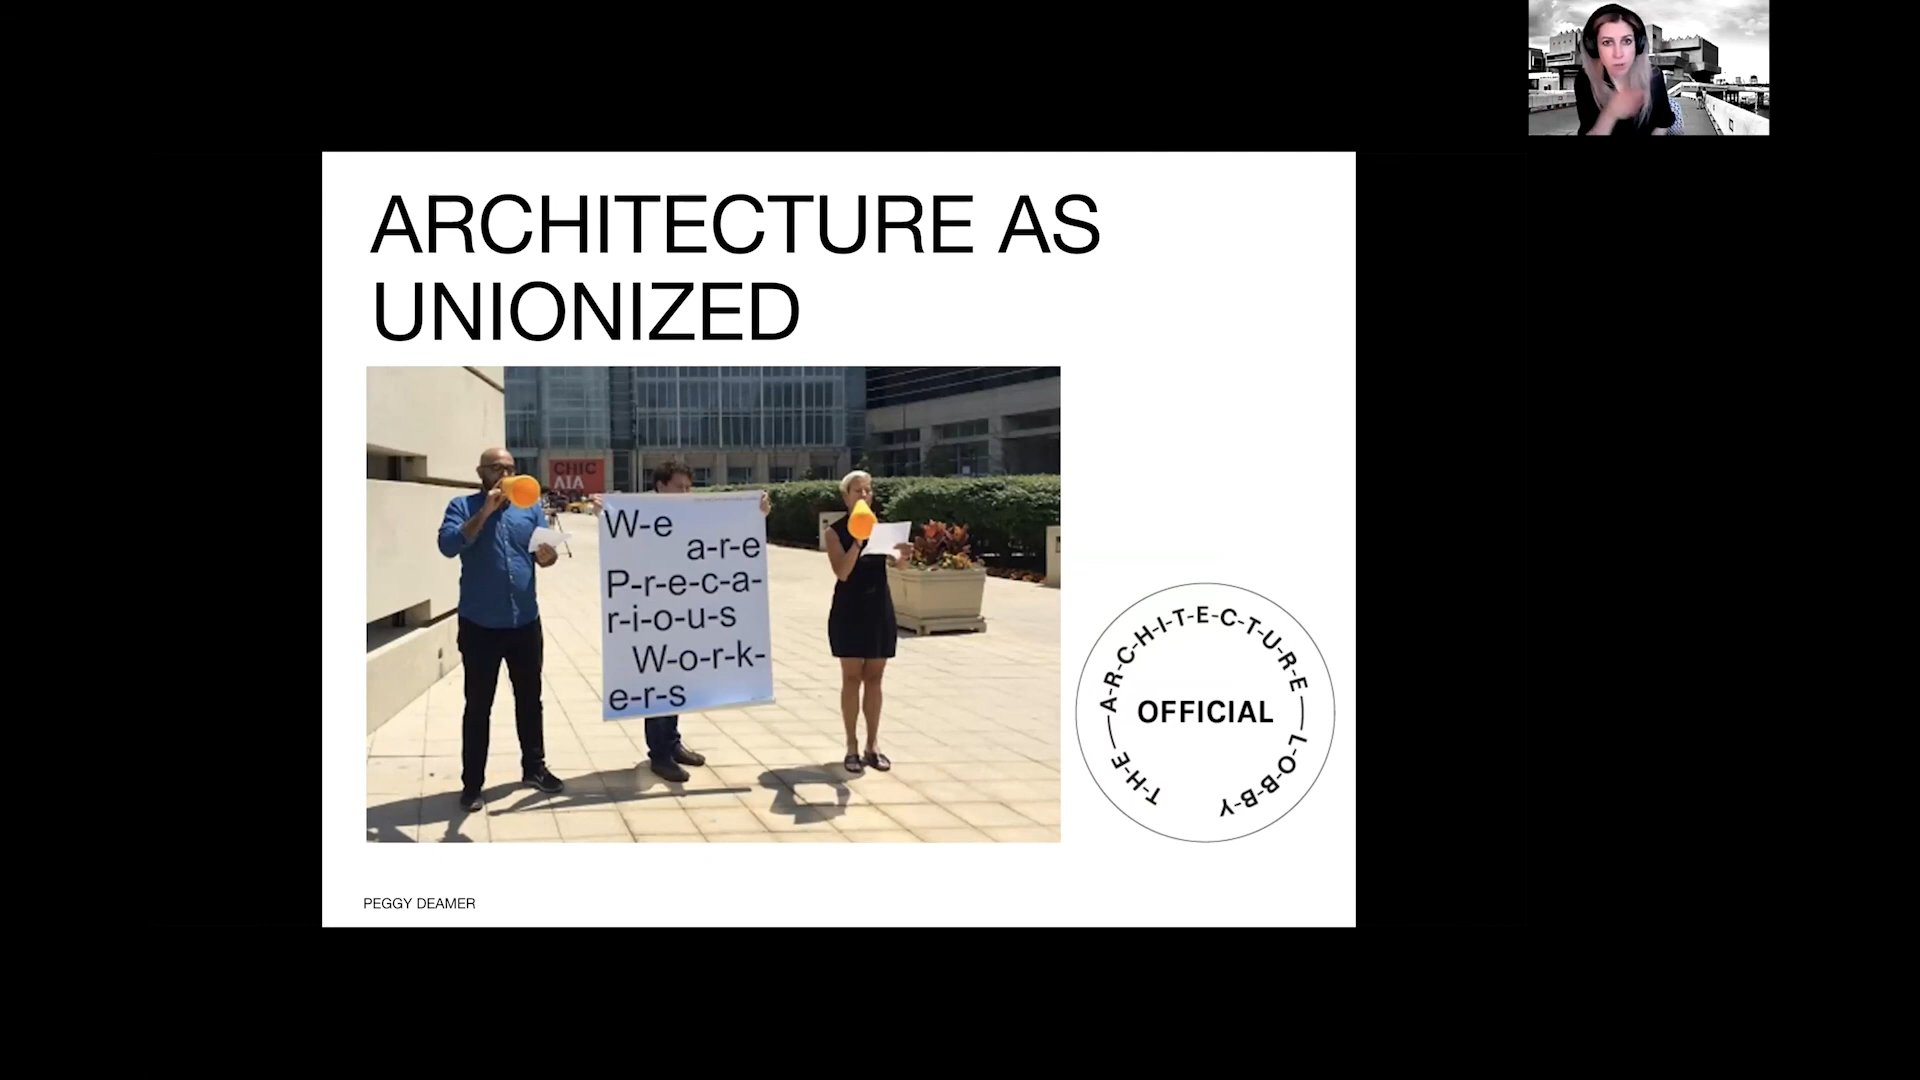 ARCHITECTURE AS
UNIONIZED
CHIC
AIA
W-e
a-r-e
P-r-e-c-a-
r-i-o-u-s
W-o-r-k-
e-r-s
T-H-E — A-R-C-H-I-T-E-C-T-U-R-E — L-O-B-B-Y
OFFICIAL
PEGGY DEAMER